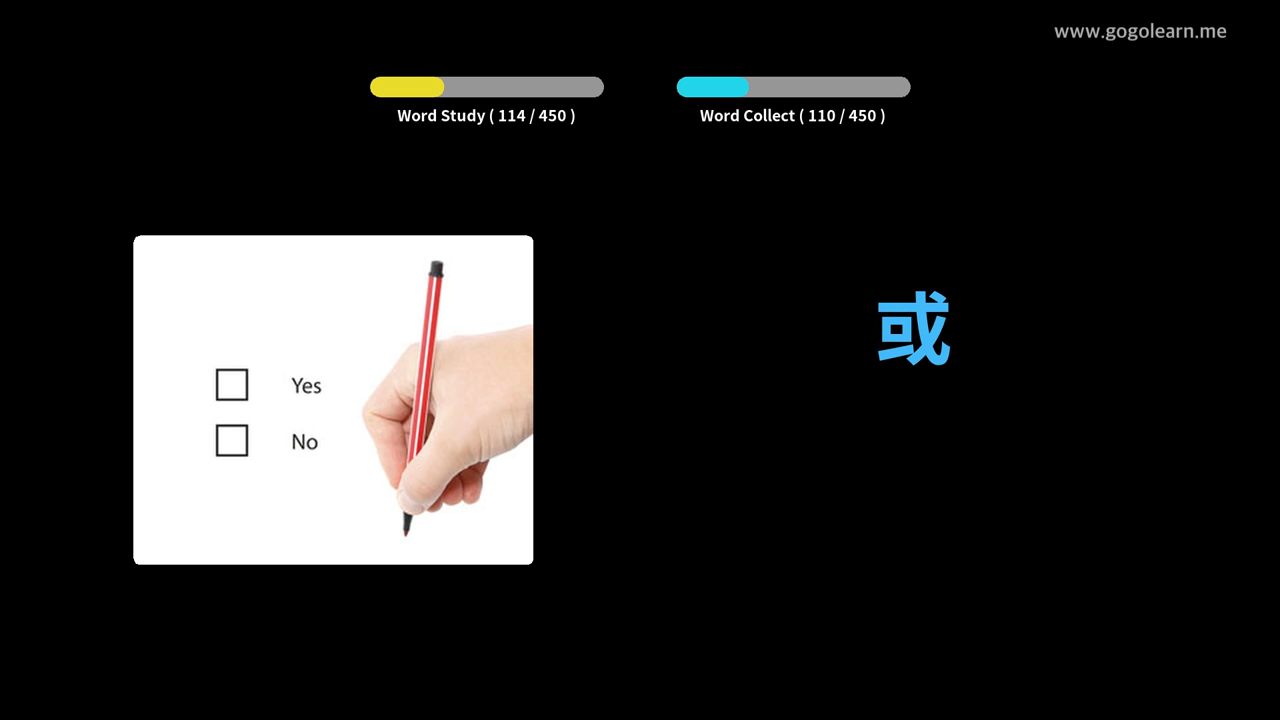 www.gogolearn.me
Word Study ( 114 / 450 )
Word Collect ( 110 / 450 )
Yes
No
或